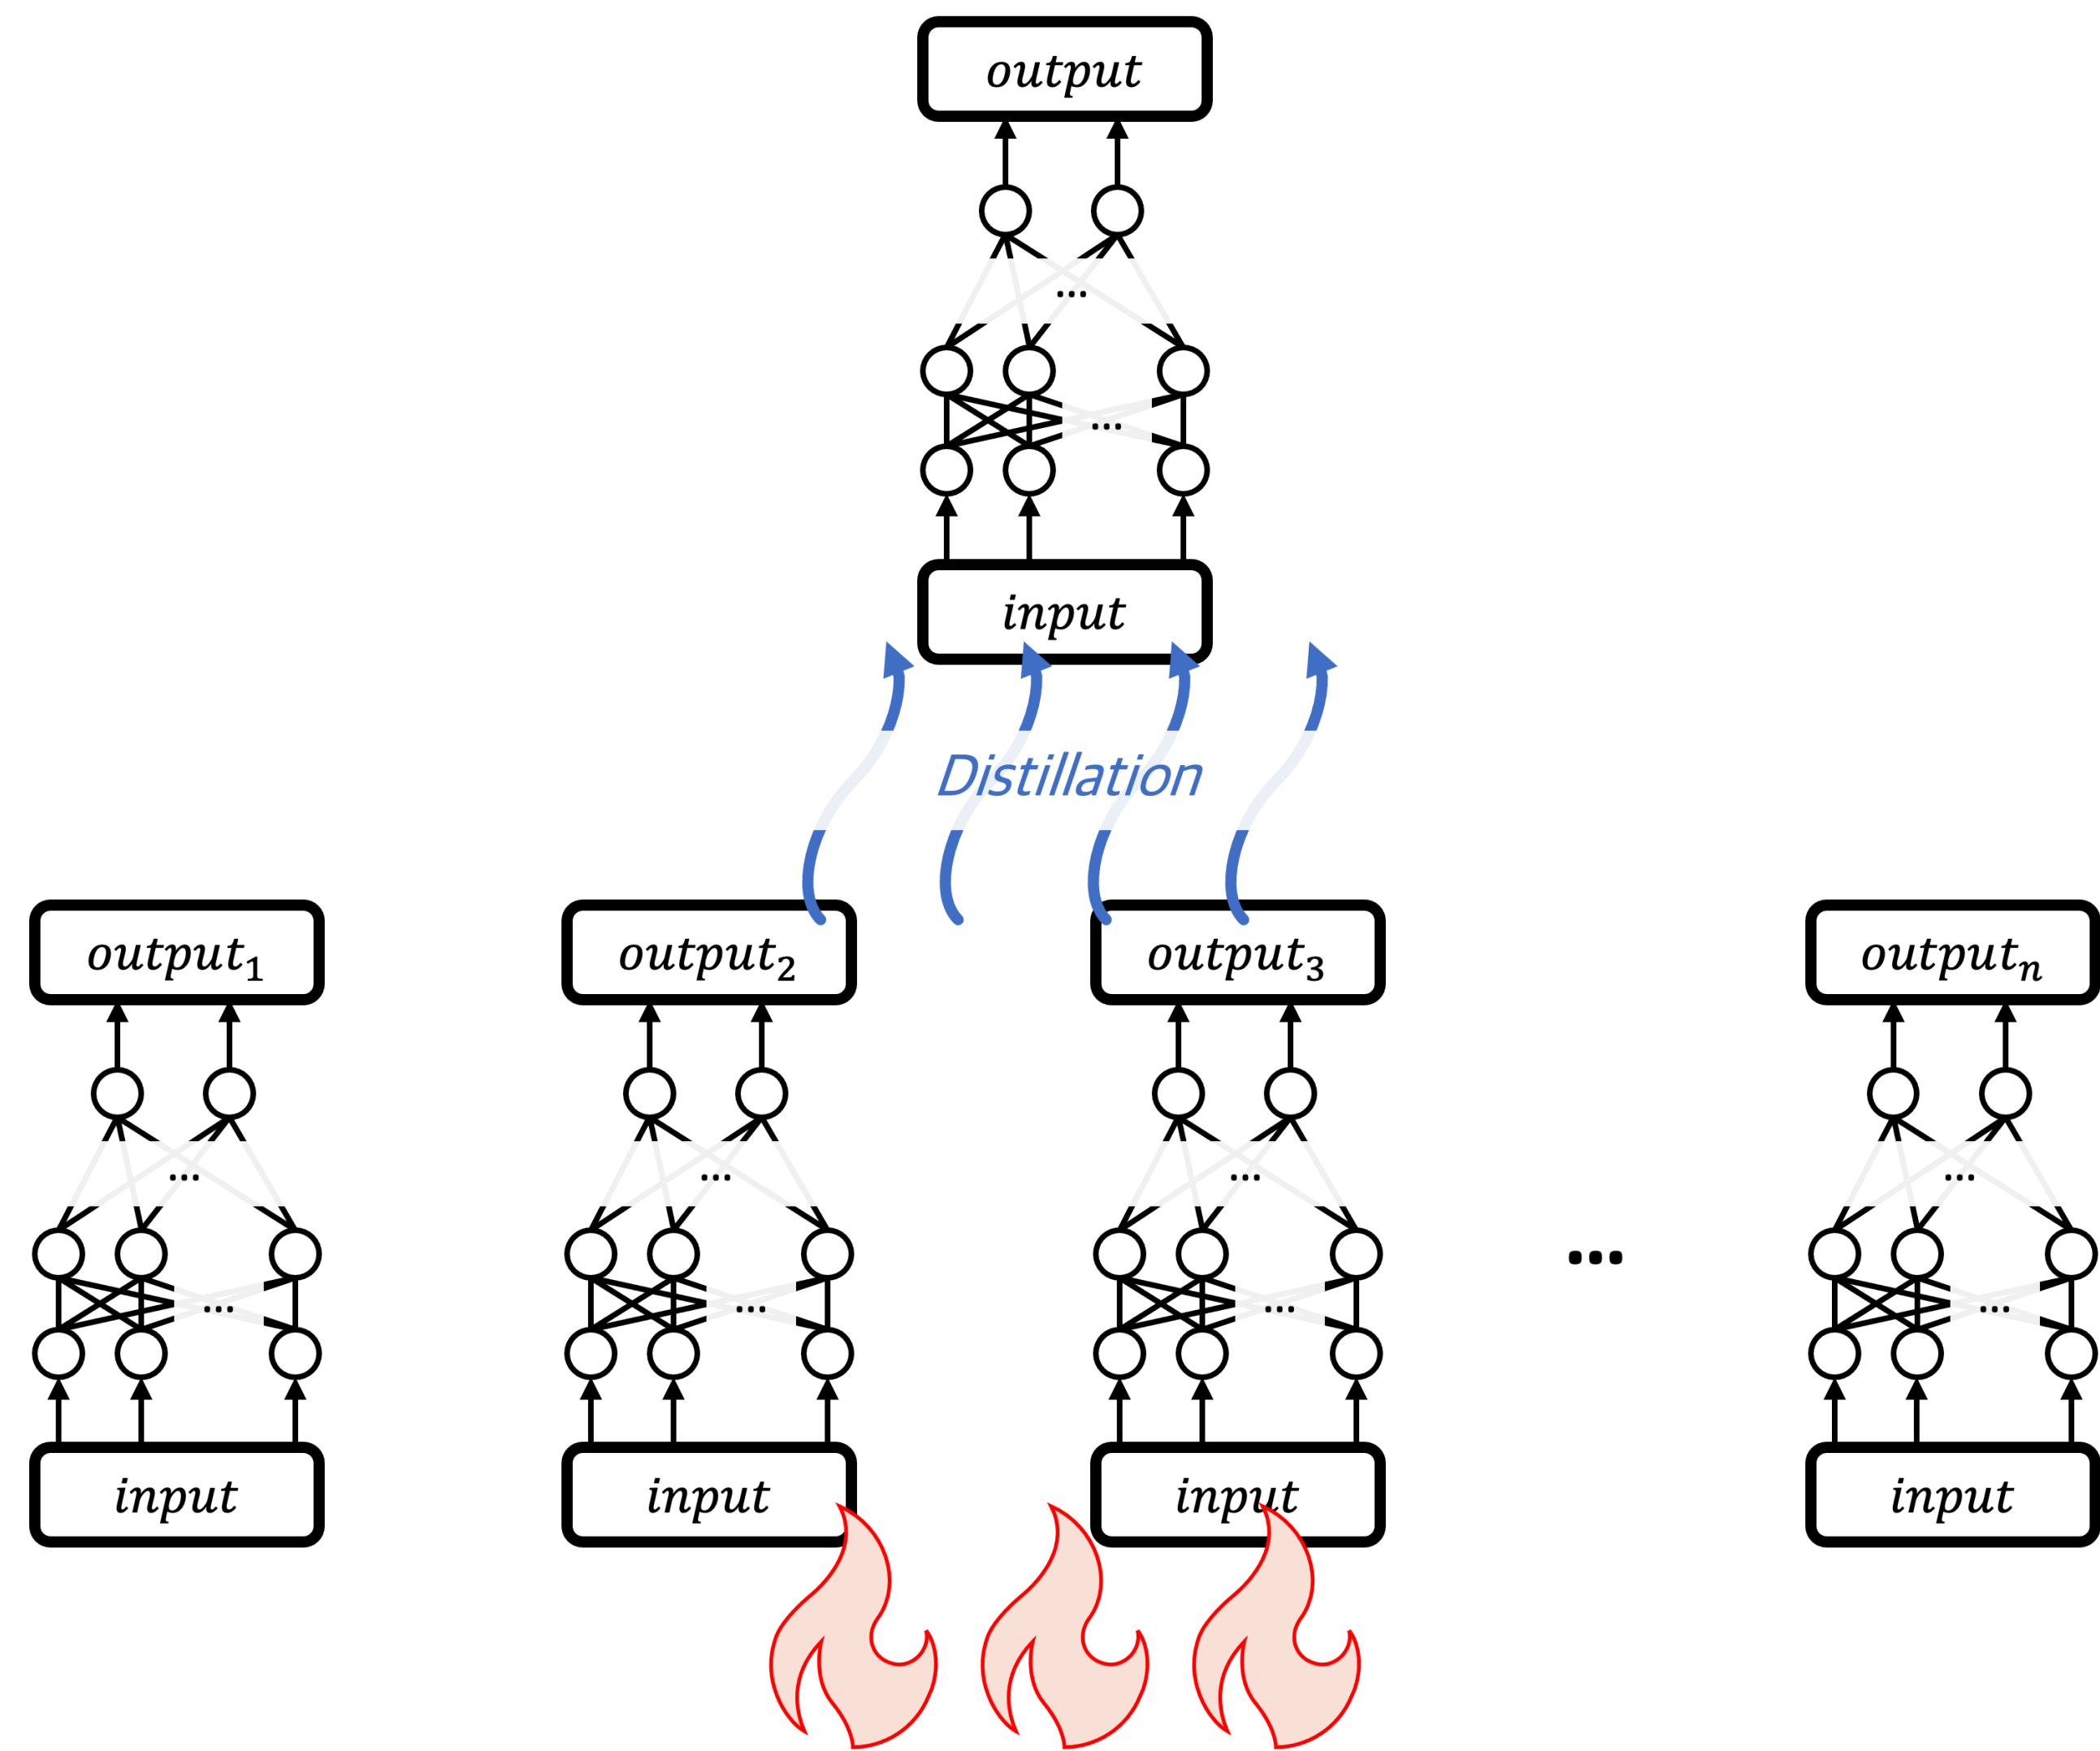 output
...
...
input
Distillation
output1 output2 output3 outputn
... ... ... ...
...
... ... ... ...
input input input input